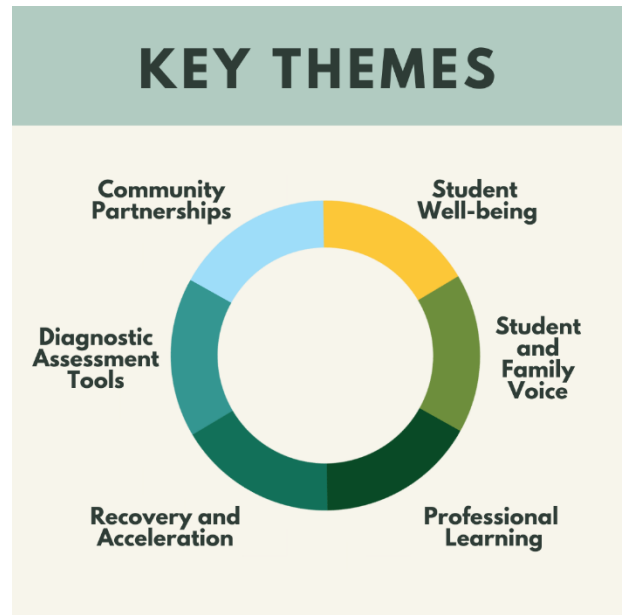 KEY THEMES
Community
Partnerships
Student
Well-being
Diagnostic
Assessment
Tools
Student
and
Family
Voice
Recovery and
Acceleration
Professional
Learning